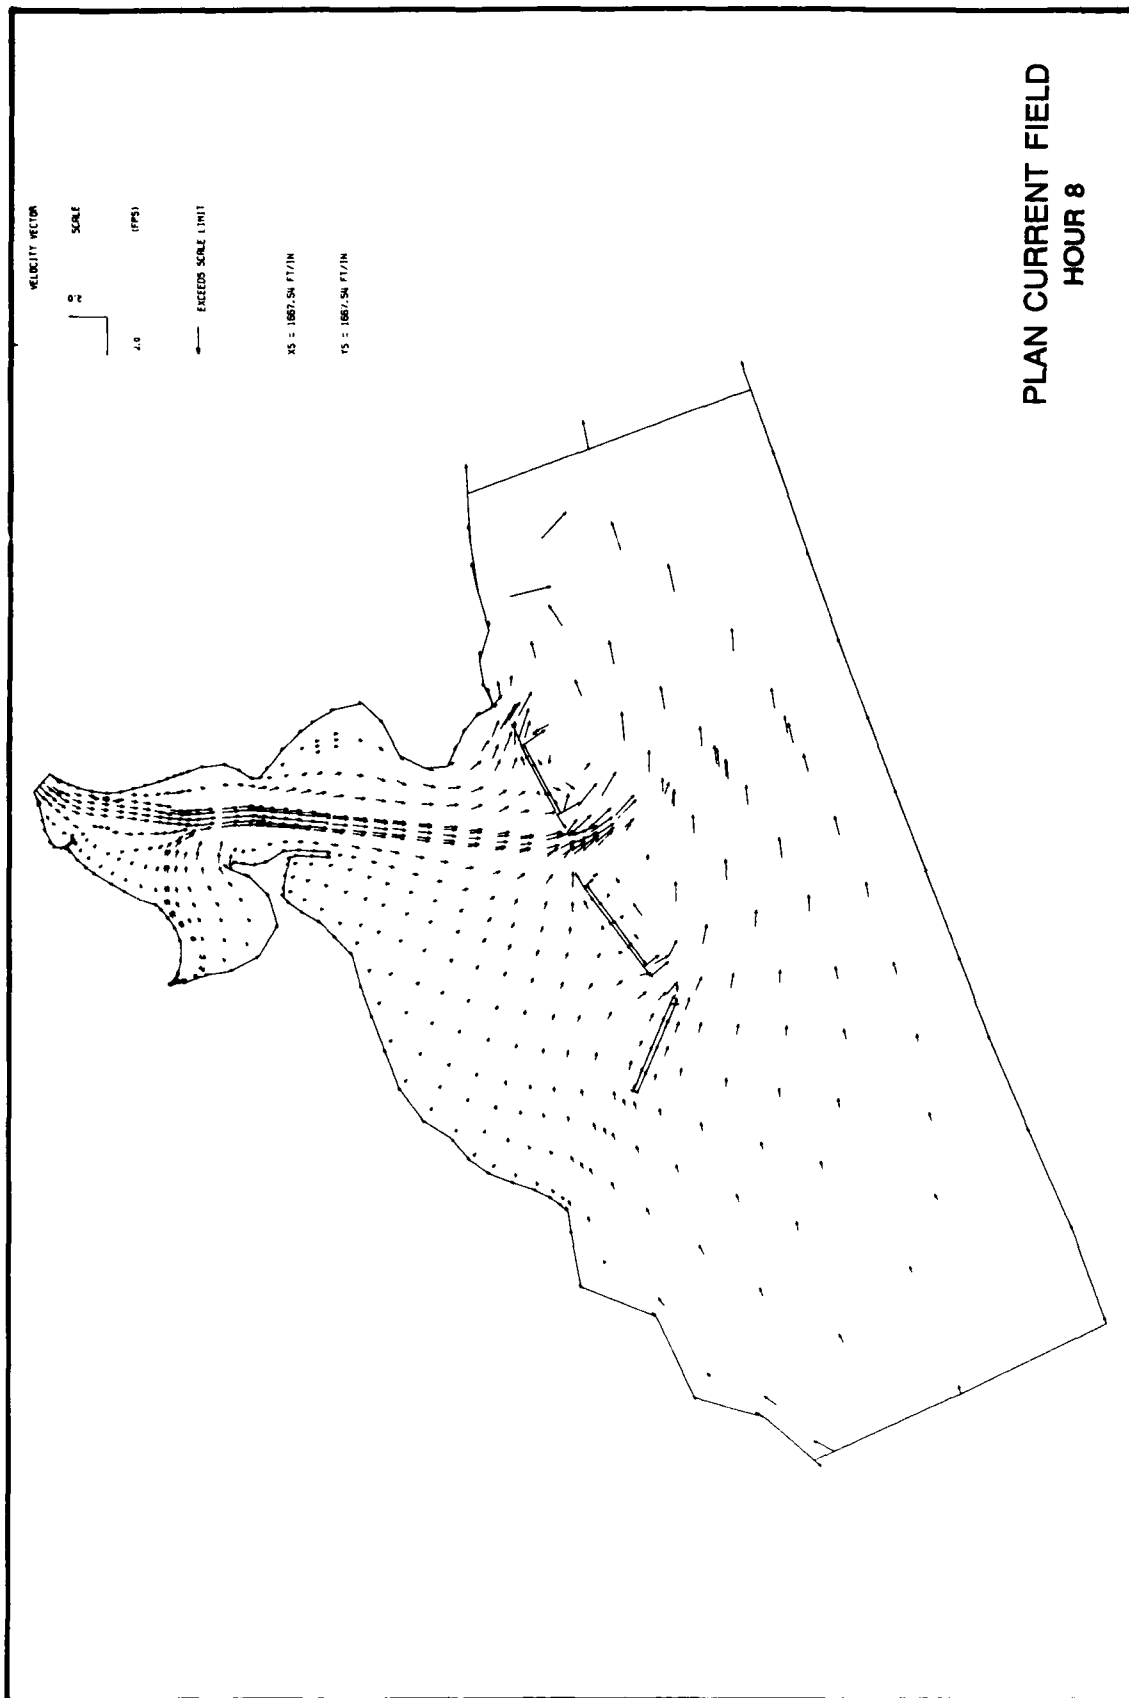 VELOCITY VECTOR
SCALE
2.0
2.0
(FPS)
EXCEEDS SCALE LIMIT
XS = 1667.54 FT/IN
YS = 1667.54 FT/IN
PLAN CURRENT FIELD
HOUR 8